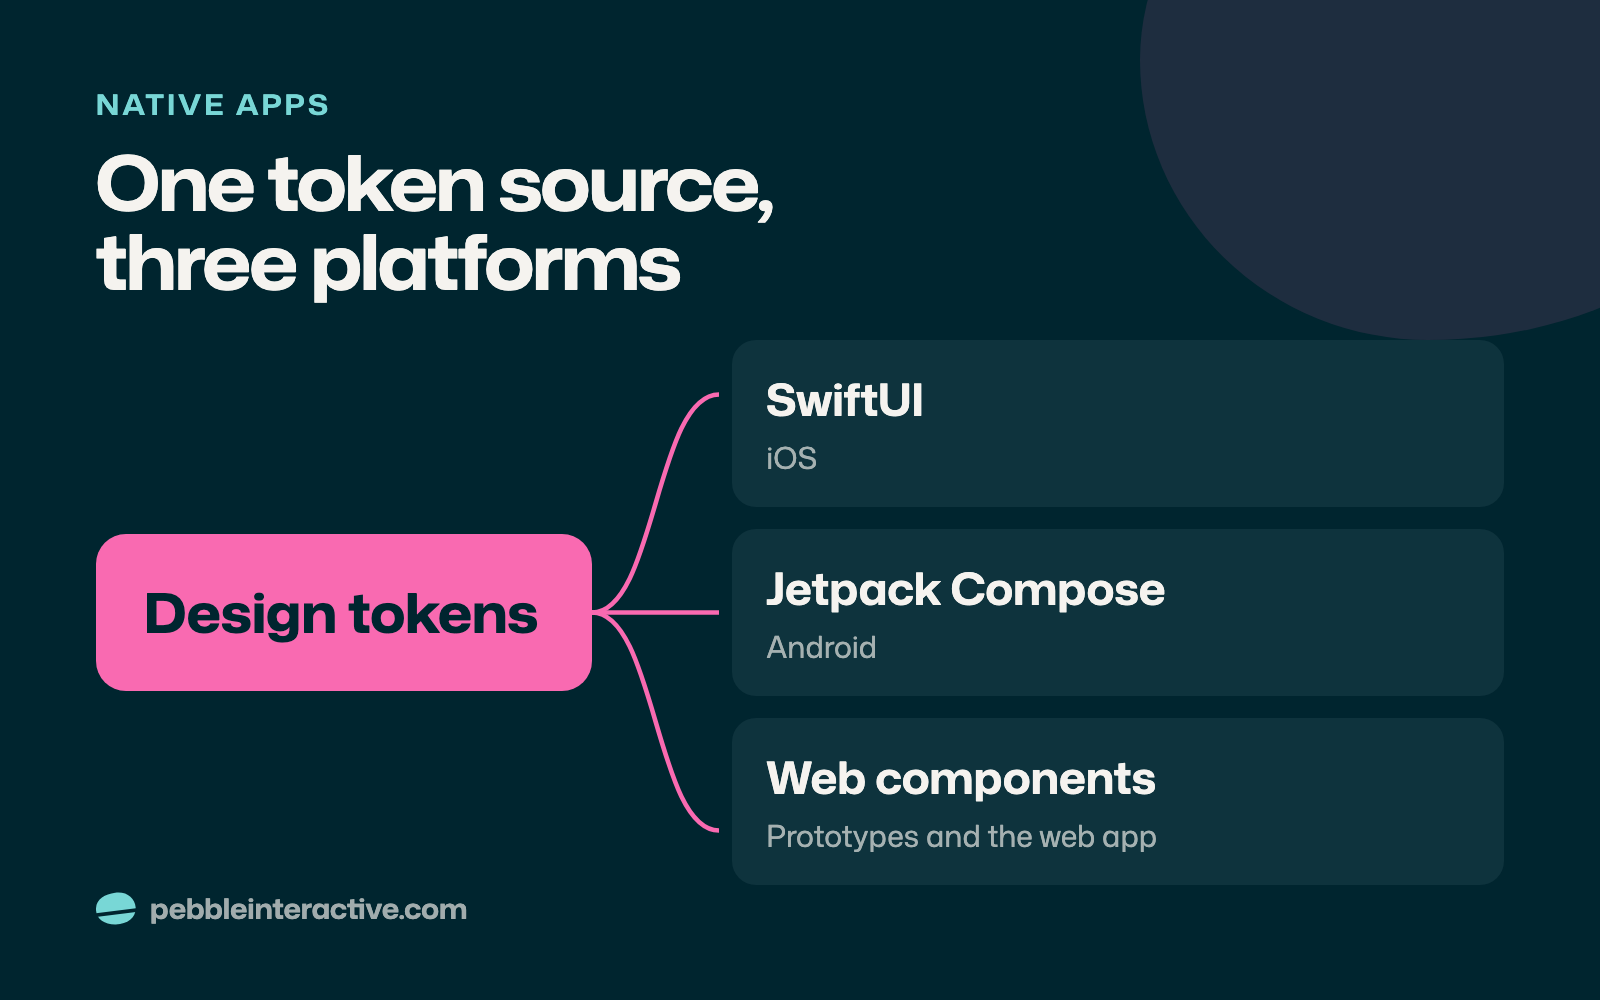 NATIVE APPS
One token source,
three platforms
SwiftUI
iOS
Design tokens
Jetpack Compose
Android
Web components
Prototypes and the web app
pebbleinteractive.com